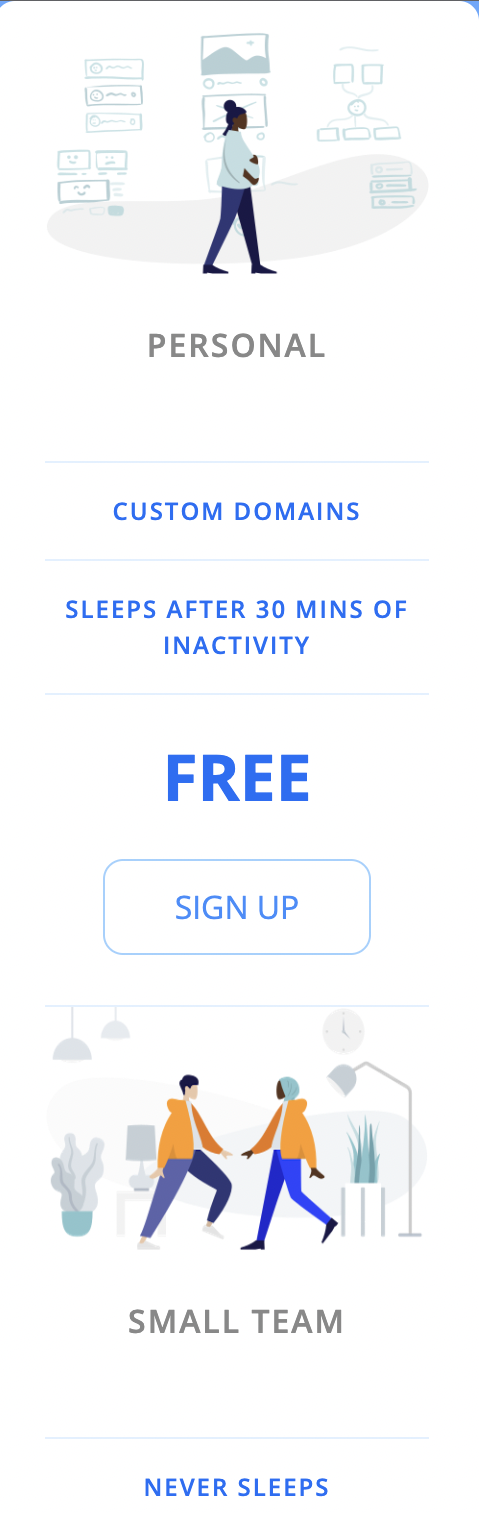 PERSONAL
CUSTOM DOMAINS
SLEEPS AFTER 30 MINS OF
INACTIVITY
FREE
SIGN UP
SMALL TEAM
NEVER SLEEPS